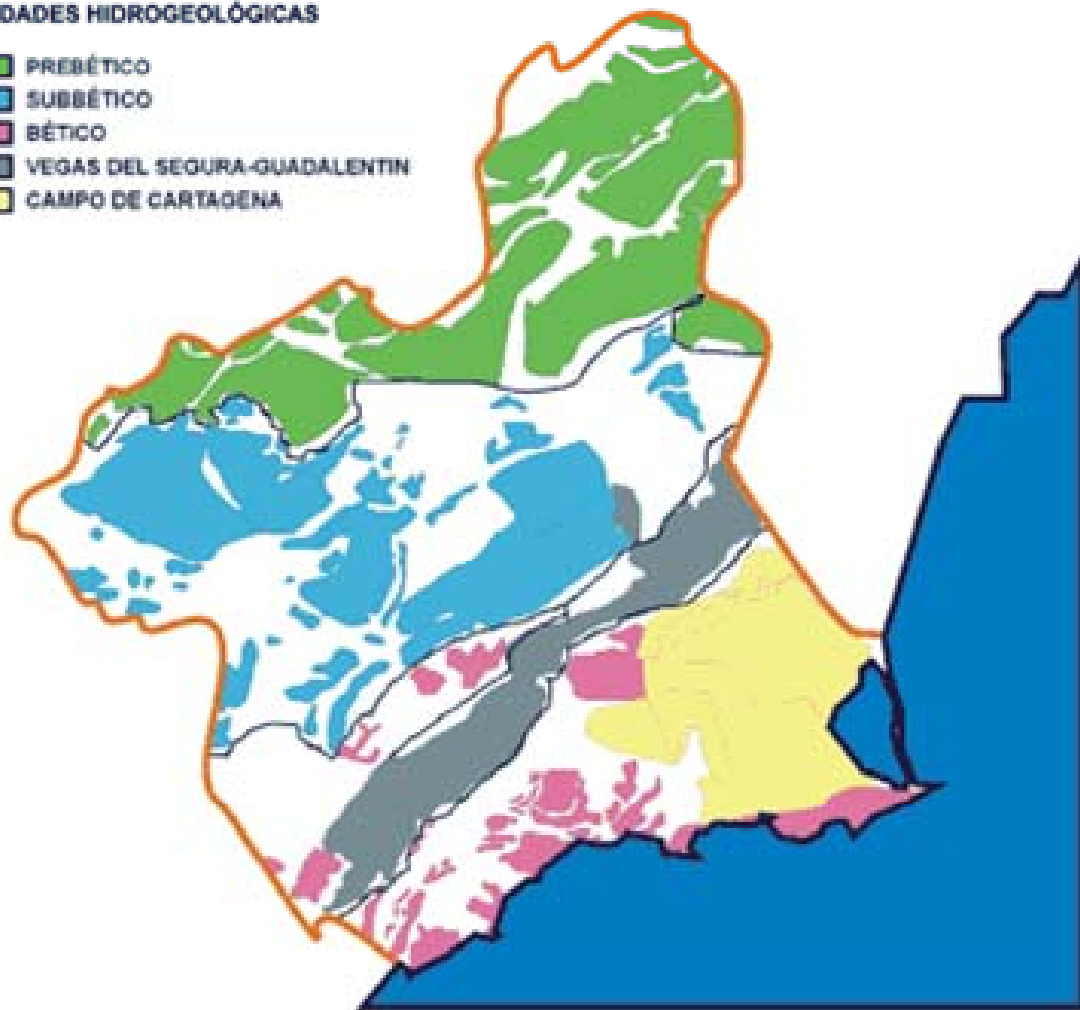 DADES HIDROGEOLÓGICAS
PREBÉTICO
SUBBÉTICO
BÉTICO
VEGAS DEL SEGURA-GUADALENTIN
CAMPO DE CARTAGENA